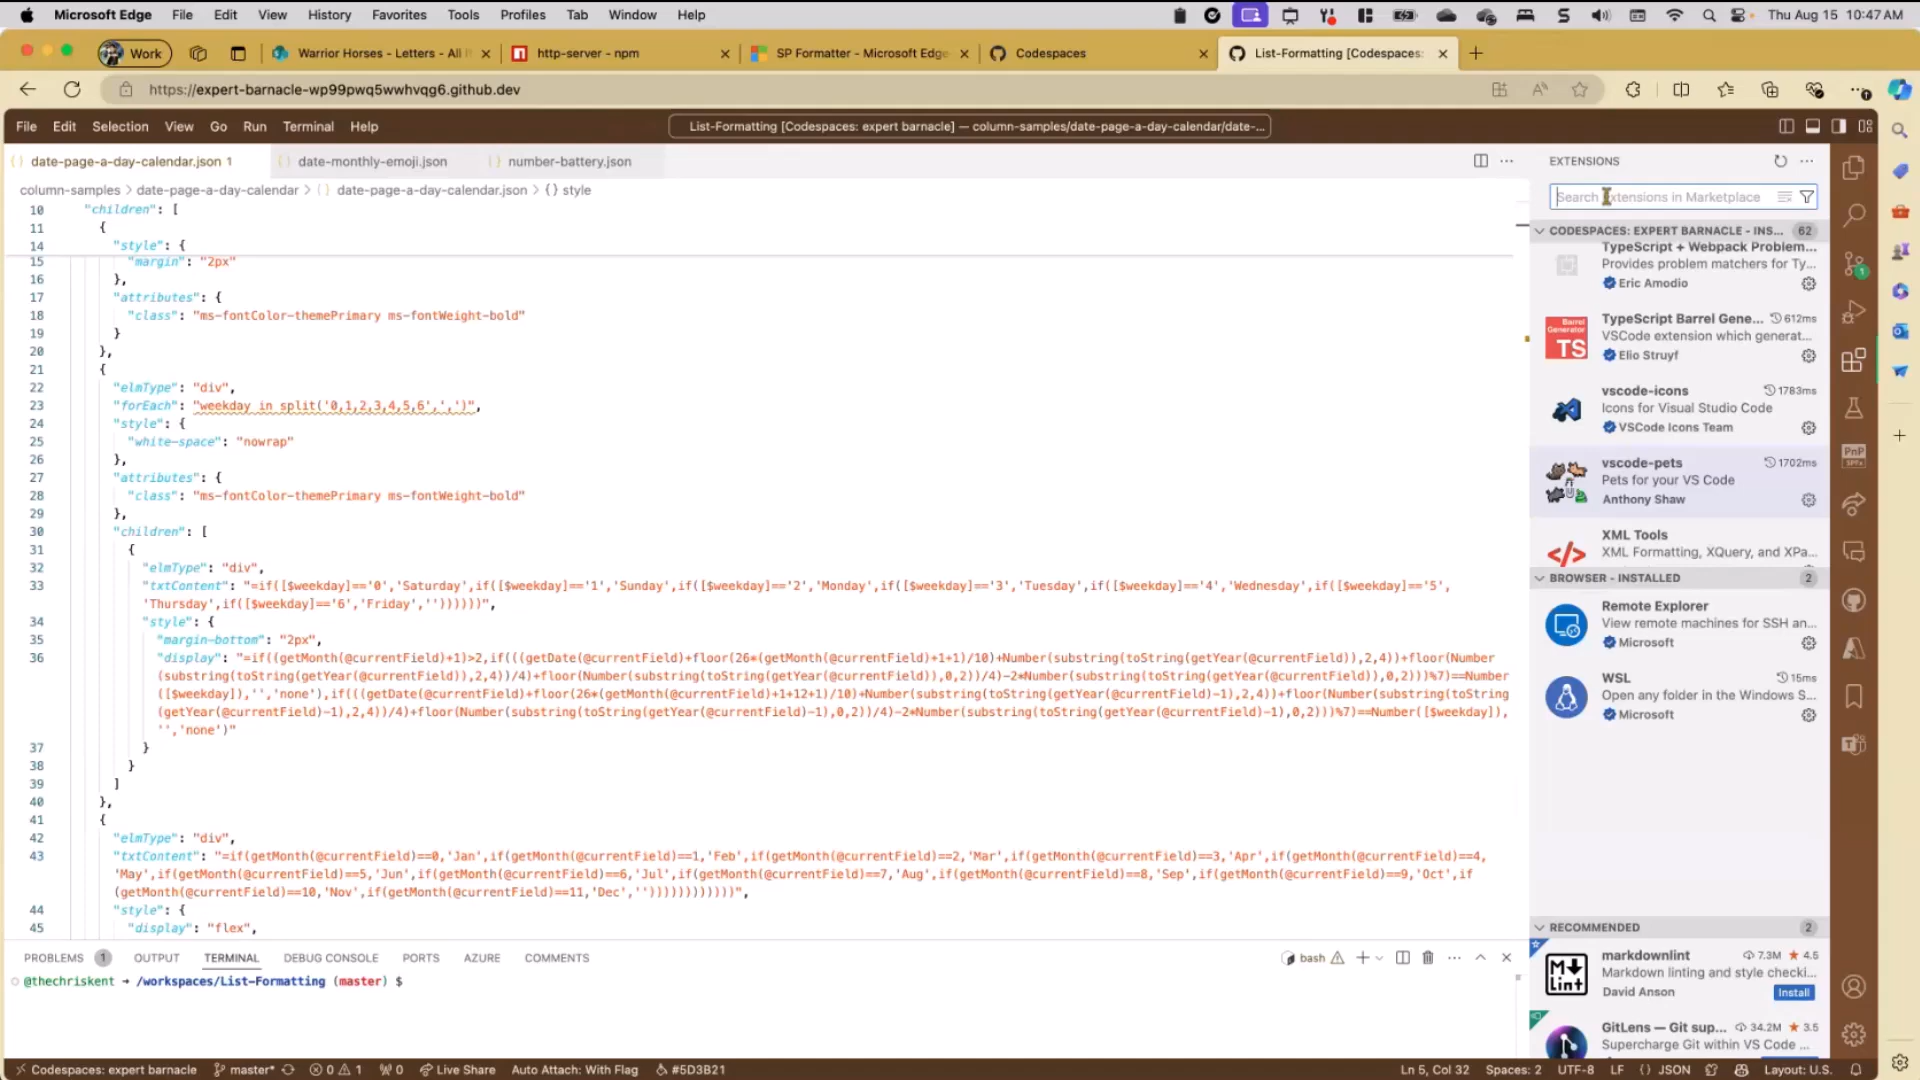 Microsoft Edge File Edit View History Favorites Tools Profiles Tab Window Help Thu Aug 15 10:47 AM
Work Warrior Horses - Letters - All I http-server - npm SP Formatter - Microsoft Edge Codespaces List-Formatting [Codespaces:
https://expert-barnacle-wp99pwq5wwhvqg6.github.dev
File Edit Selection View Go Run Terminal Help List-Formatting [Codespaces: expert barnacle] — column-samples/date-page-a-day-calendar/date-...
date-page-a-day-calendar.json 1 date-monthly-emoji.json number-battery.json
column-samples > date-page-a-day-calendar > date-page-a-day-calendar.json > {} style
10 "children": [
11 {
14 "style": {
15 "margin": "2px"
16 },
17 "attributes": {
18 "class": "ms-fontColor-themePrimary ms-fontWeight-bold"
19 }
20 },
21 {
22 "elmType": "div",
23 "forEach": "weekday in split('0,1,2,3,4,5,6',',')",
24 "style": {
25 "white-space": "nowrap"
26 },
27 "attributes": {
28 "class": "ms-fontColor-themePrimary ms-fontWeight-bold"
29 },
30 "children": [
31 {
32 "elmType": "div",
33 "txtContent": "=if([$weekday]=='0','Saturday',if([$weekday]=='1','Sunday',if([$weekday]=='2','Monday',if([$weekday]=='3','Tuesday',if([$weekday]=='4','Wednesday',if([$weekday]=='5',
'Thursday',if([$weekday]=='6','Friday','')))))))",
34 "style": {
35 "margin-bottom": "2px",
36 "display": "=if((getMonth(@currentField)+1)>2,if(((getDate(@currentField)+floor(26*(getMonth(@currentField)+1+1)/10)+Number(substring(toString(getYear(@currentField)),2,4))+floor(Number
(substring(toString(getYear(@currentField)),2,4))/4)+floor(Number(substring(toString(getYear(@currentField)),0,2))/4)-2*Number(substring(toString(getYear(@currentField)),0,2)))%7)==Number
([$weekday]),'','none'),if(((getDate(@currentField)+floor(26*(getMonth(@currentField)+1+12+1)/10)+Number(substring(toString(getYear(@currentField)-1),2,4))+floor(Number(substring(toString
(getYear(@currentField)-1),2,4))/4)+floor(Number(substring(toString(getYear(@currentField)-1),0,2))/4)-2*Number(substring(toString(getYear(@currentField)-1),0,2)))%7)==Number([$weekday]),
'','none')"
37 }
38 }
39 ]
40 },
41 {
42 "elmType": "div",
43 "txtContent": "=if(getMonth(@currentField)==0,'Jan',if(getMonth(@currentField)==1,'Feb',if(getMonth(@currentField)==2,'Mar',if(getMonth(@currentField)==3,'Apr',if(getMonth(@currentField)==4,
'May',if(getMonth(@currentField)==5,'Jun',if(getMonth(@currentField)==6,'Jul',if(getMonth(@currentField)==7,'Aug',if(getMonth(@currentField)==8,'Sep',if(getMonth(@currentField)==9,'Oct',if
(getMonth(@currentField)==10,'Nov',if(getMonth(@currentField)==11,'Dec',''))))))))))))",
44 "style": {
45 "display": "flex",
EXTENSIONS
Search Extensions in Marketplace
CODESPACES: EXPERT BARNACLE - INS... 62
TypeScript + Webpack Problem...
Provides problem matchers for Ty...
Eric Amodio
Barrel Generator TS
TypeScript Barrel Gene... 612ms
VSCode extension which generat...
Elio Struyf
vscode-icons 1783ms
Icons for Visual Studio Code
VSCode Icons Team
vscode-pets 1702ms
Pets for your VS Code
Anthony Shaw
XML Tools
XML Formatting, XQuery, and XPa...
BROWSER - INSTALLED 2
Remote Explorer
View remote machines for SSH an...
Microsoft
WSL 15ms
Open any folder in the Windows S...
Microsoft
RECOMMENDED 2
markdownlint 7.3M 4.5
Markdown linting and style checki...
David Anson Install
GitLens — Git sup... 34.2M 3.5
Supercharge Git within VS Code ...
PROBLEMS 1 OUTPUT TERMINAL DEBUG CONSOLE PORTS AZURE COMMENTS bash
@thechriskent → /workspaces/List-Formatting (master) $
Codespaces: expert barnacle master* 0 1 0 Live Share Auto Attach: With Flag #5D3B21 Ln 5, Col 32 Spaces: 2 UTF-8 LF {} JSON Layout: U.S.